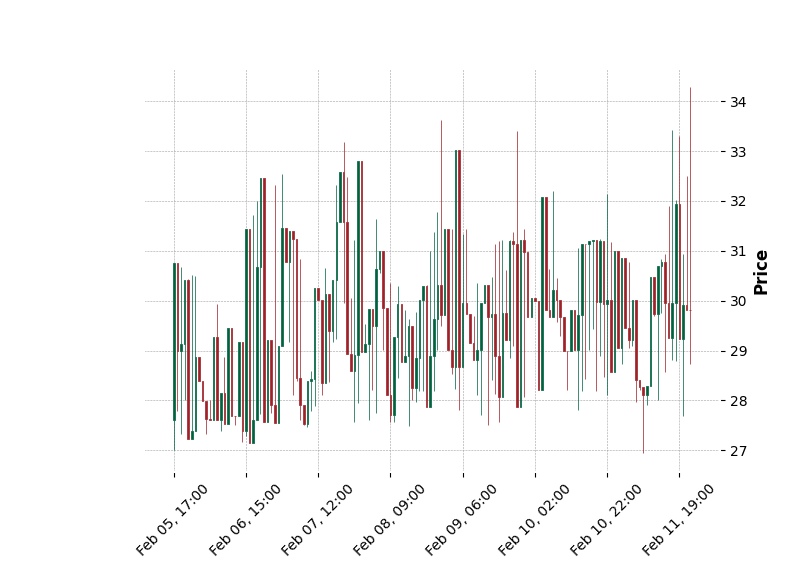 34
33
32
31
30
29
28
27
Price
Feb 05, 17:00
Feb 06, 15:00
Feb 07, 12:00
Feb 08, 09:00
Feb 09, 06:00
Feb 10, 02:00
Feb 10, 22:00
Feb 11, 19:00